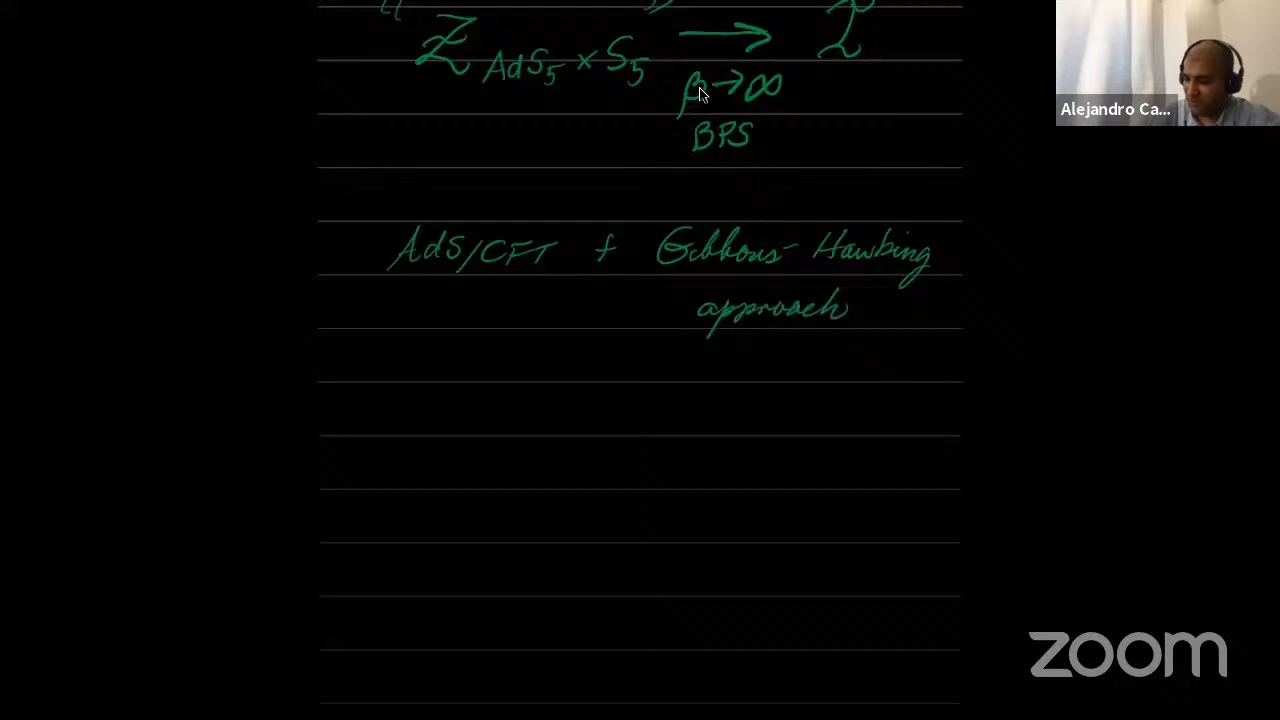 Z AdS5 × S5 → I
β→∞
BPS
AdS/CFT + Gibbons-Hawking
approach
Alejandro Ca...
zoom